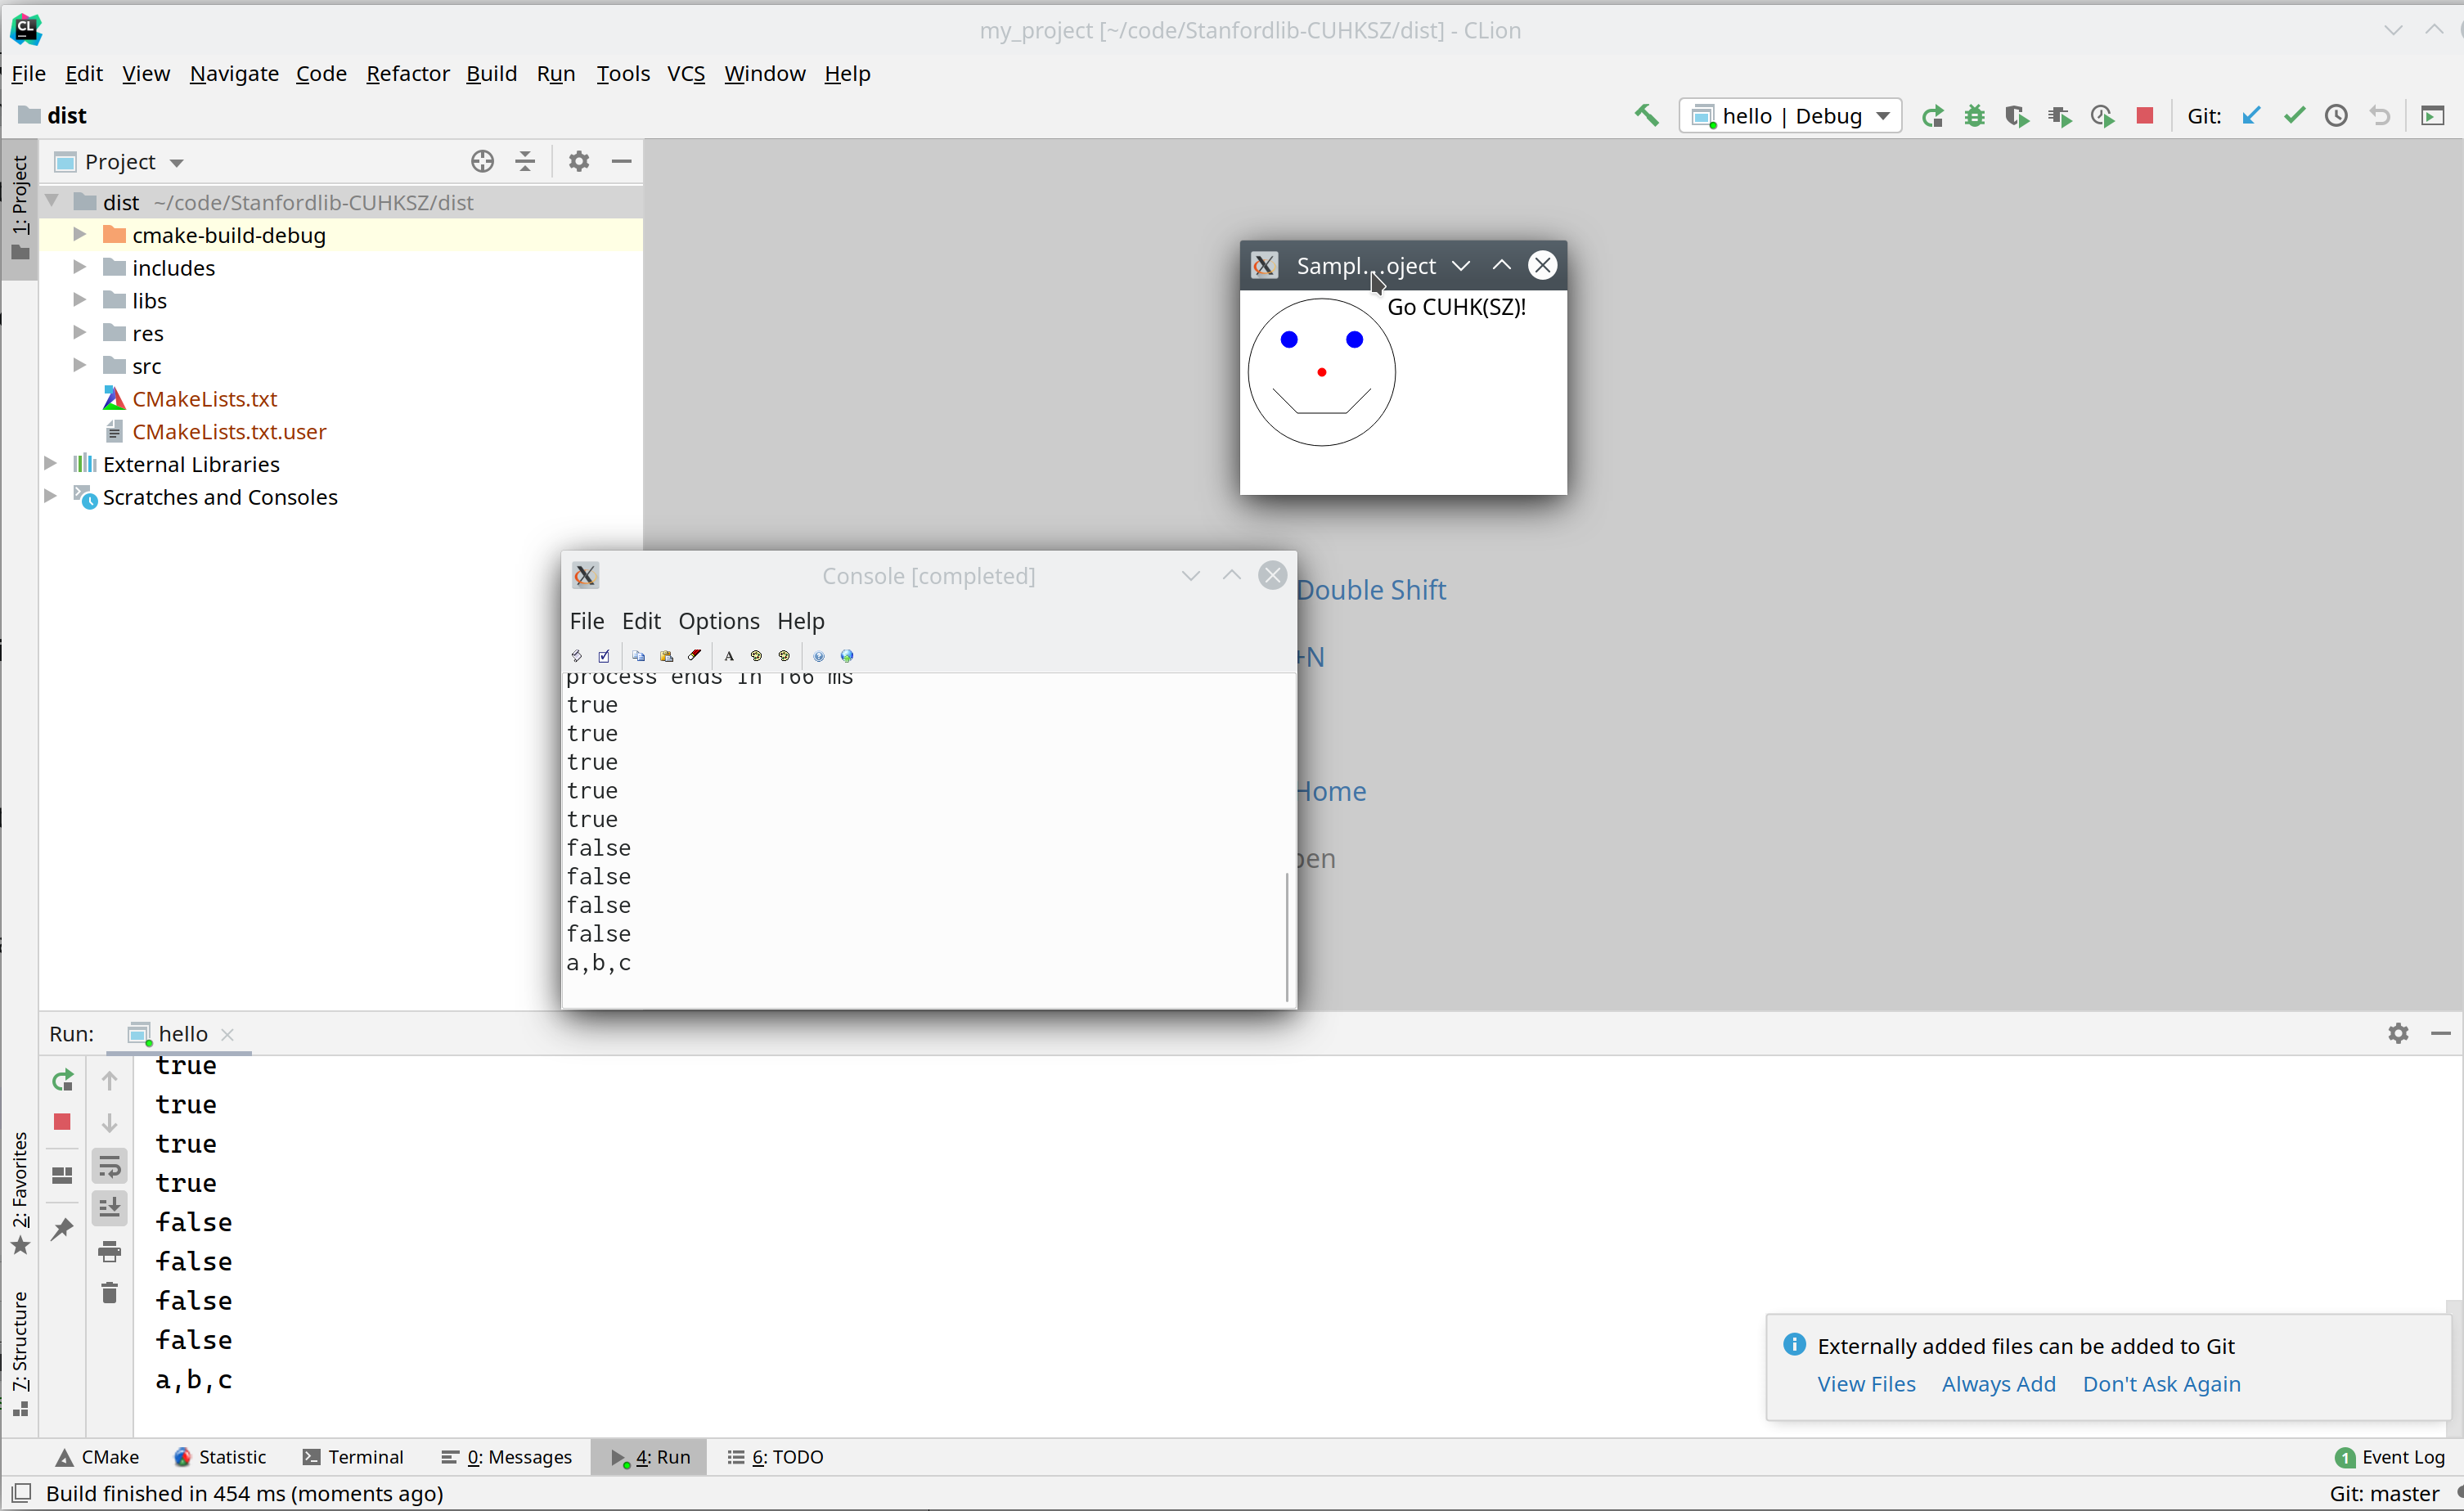 my_project [~/code/Stanfordlib-CUHKSZ/dist] - CLion
File Edit View Navigate Code Refactor Build Run Tools VCS Window Help
dist
hello | Debug
Git:
1: Project
Project
dist ~/code/Stanfordlib-CUHKSZ/dist
cmake-build-debug
includes
libs
res
src
CMakeLists.txt
CMakeLists.txt.user
External Libraries
Scratches and Consoles
Sampl...oject
Go CUHK(SZ)!
Double Shift
+N
Home
Console [completed]
File Edit Options Help
process ends in 166 ms
true
true
true
true
true
false
false
false
false
a,b,c
Run: hello
true
true
true
true
false
false
false
false
a,b,c
2: Favorites
7: Structure
Externally added files can be added to Git
View Files Always Add Don't Ask Again
CMake Statistic Terminal 0: Messages 4: Run 6: TODO
1 Event Log
Build finished in 454 ms (moments ago)
Git: master